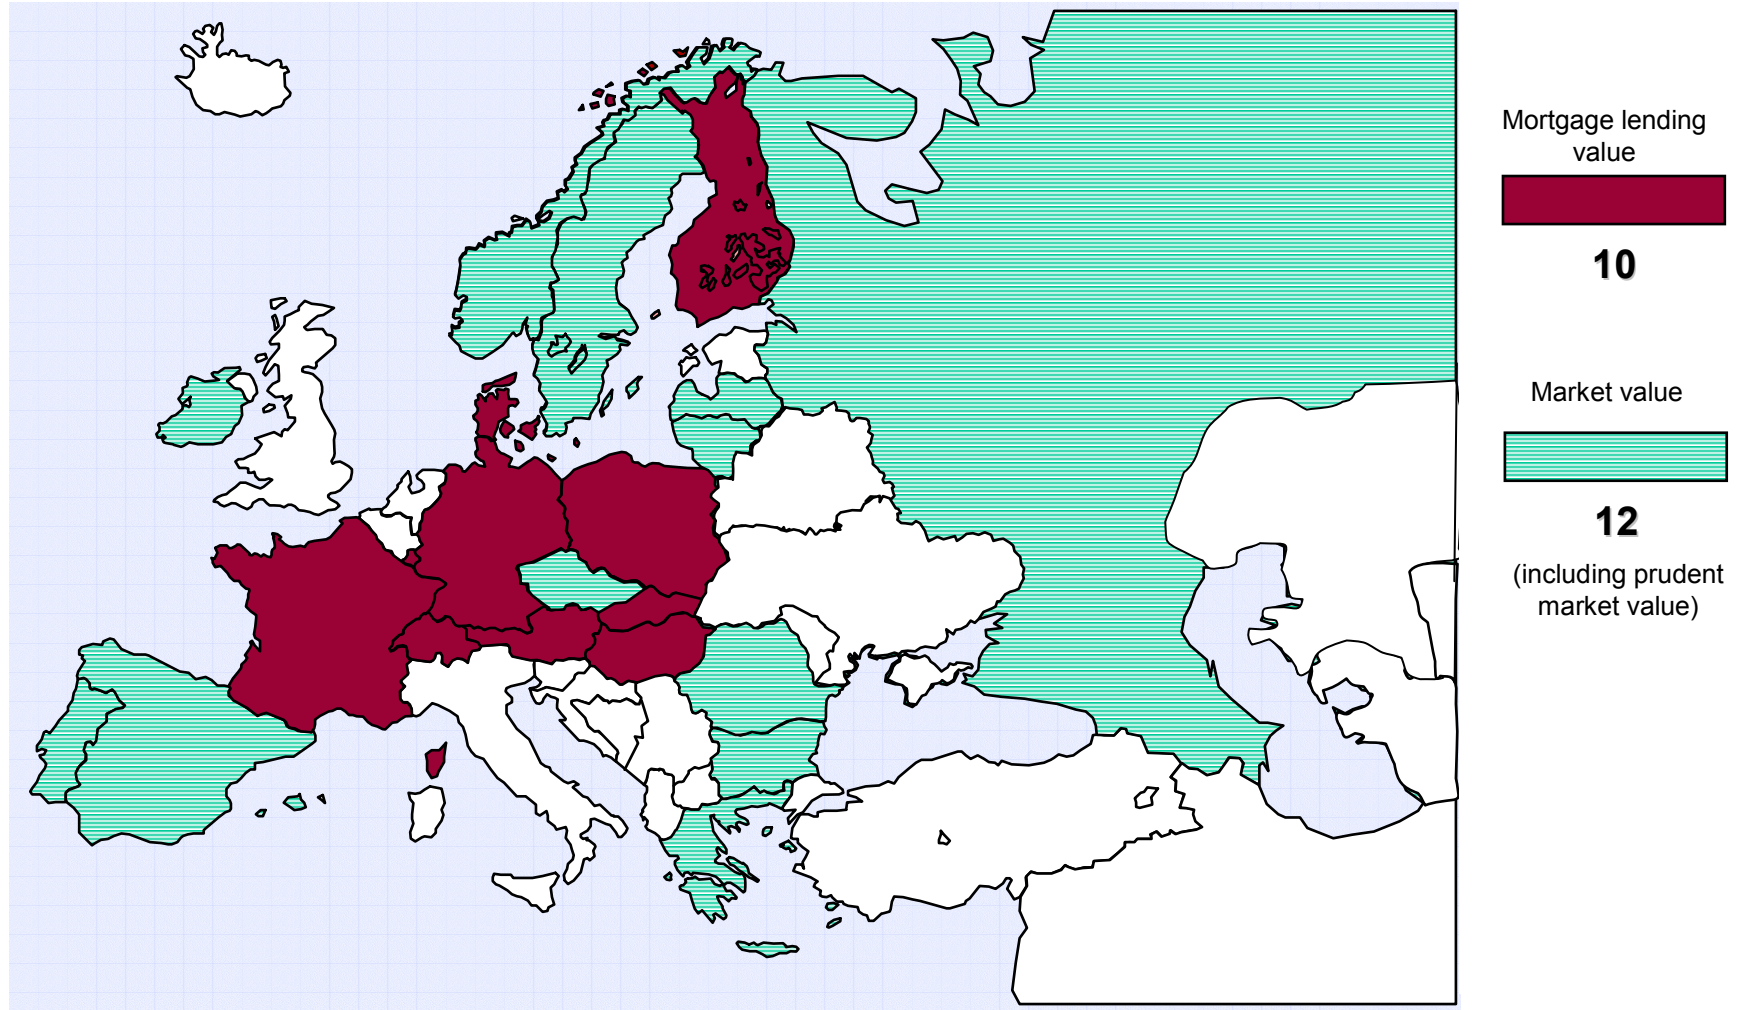 Mortgage lending
value
10
Market value
12
(including prudent
market value)